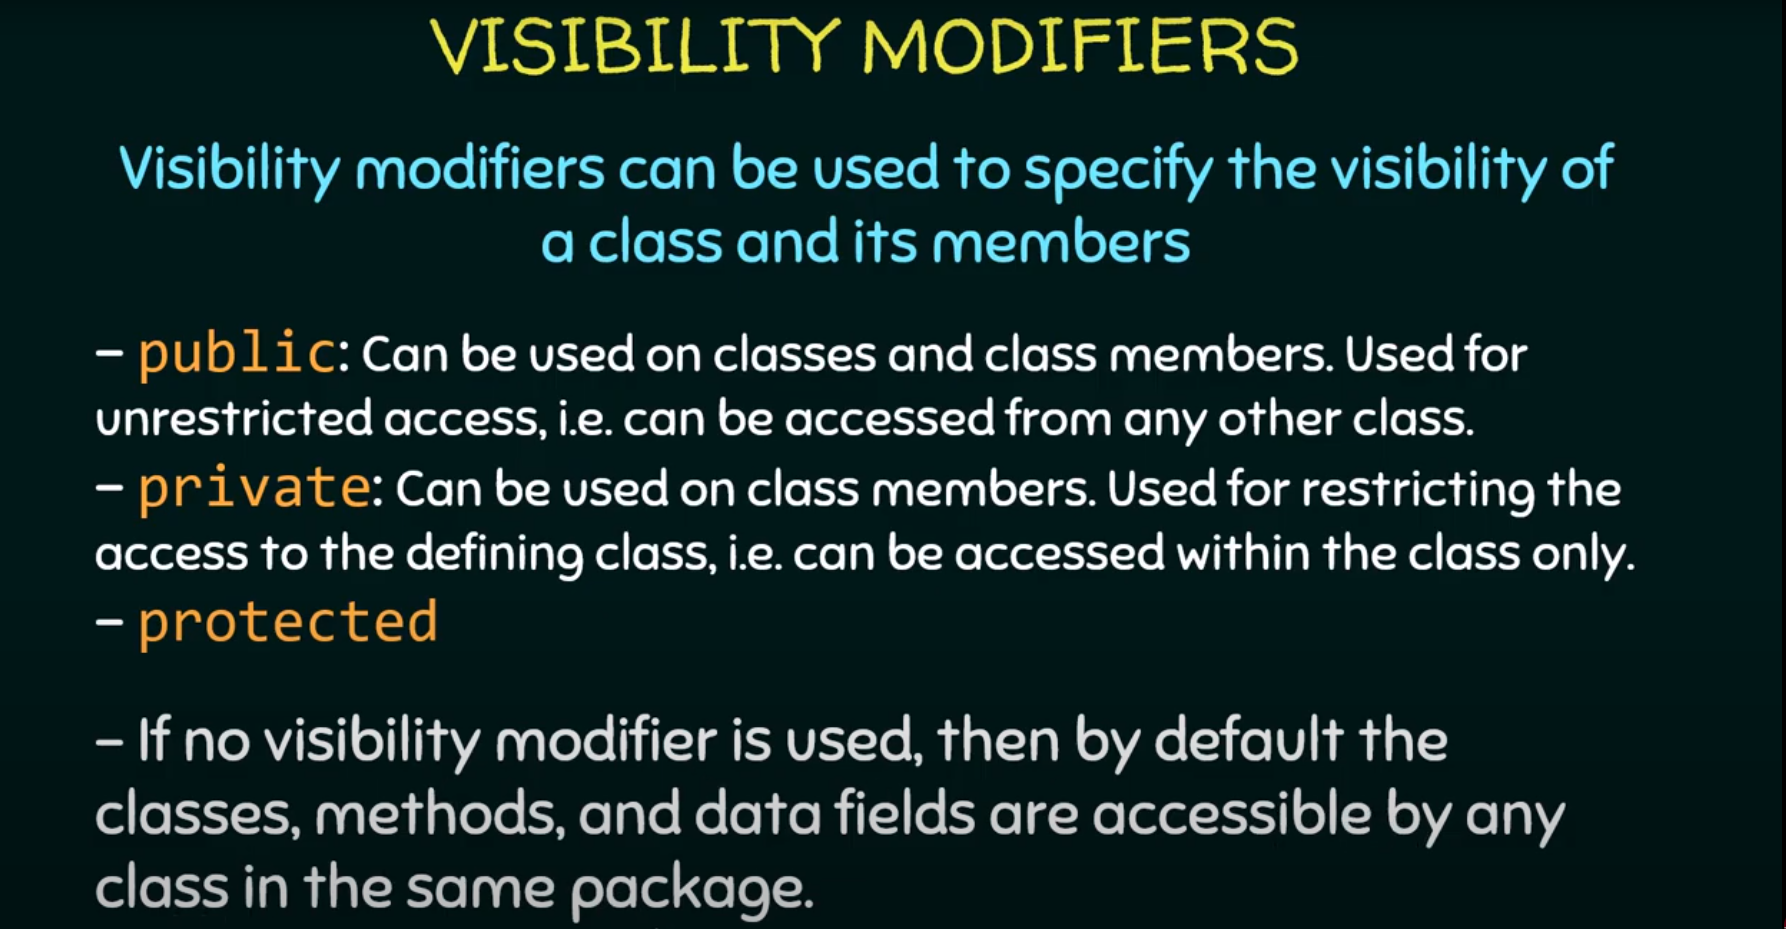 VISIBILITY MODIFIERS
Visibility modifiers can be used to specify the visibility of
a class and its members
– public: Can be used on classes and class members. Used for
unrestricted access, i.e. can be accessed from any other class.
– private: Can be used on class members. Used for restricting the
access to the defining class, i.e. can be accessed within the class only.
– protected
– If no visibility modifier is used, then by default the
classes, methods, and data fields are accessible by any
class in the same package.